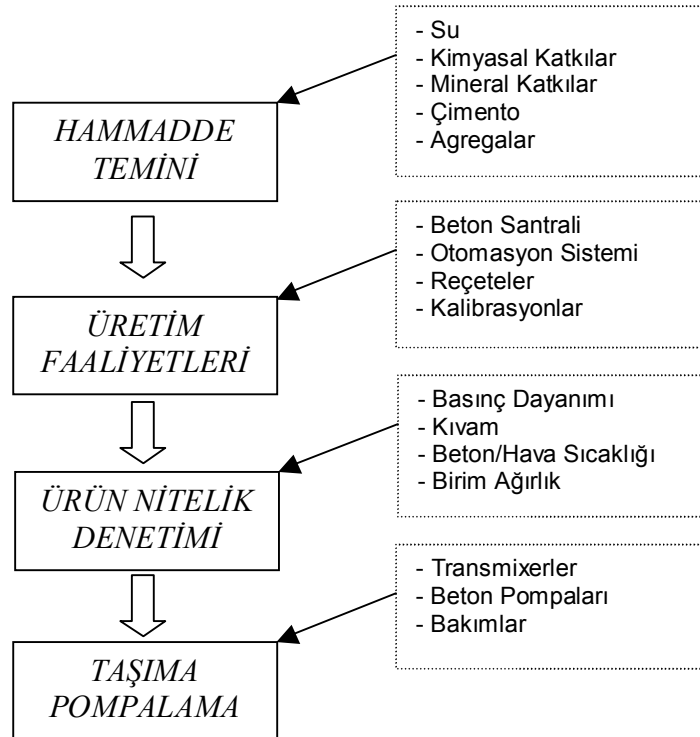 HAMMADDE
TEMİNİ
- Su
- Kimyasal Katkılar
- Mineral Katkılar
- Çimento
- Agregalar
ÜRETİM
FAALİYETLERİ
- Beton Santrali
- Otomasyon Sistemi
- Reçeteler
- Kalibrasyonlar
ÜRÜN NİTELİK
DENETİMİ
- Basınç Dayanımı
- Kıvam
- Beton/Hava Sıcaklığı
- Birim Ağırlık
TAŞIMA
POMPALAMA
- Transmixerler
- Beton Pompaları
- Bakımlar